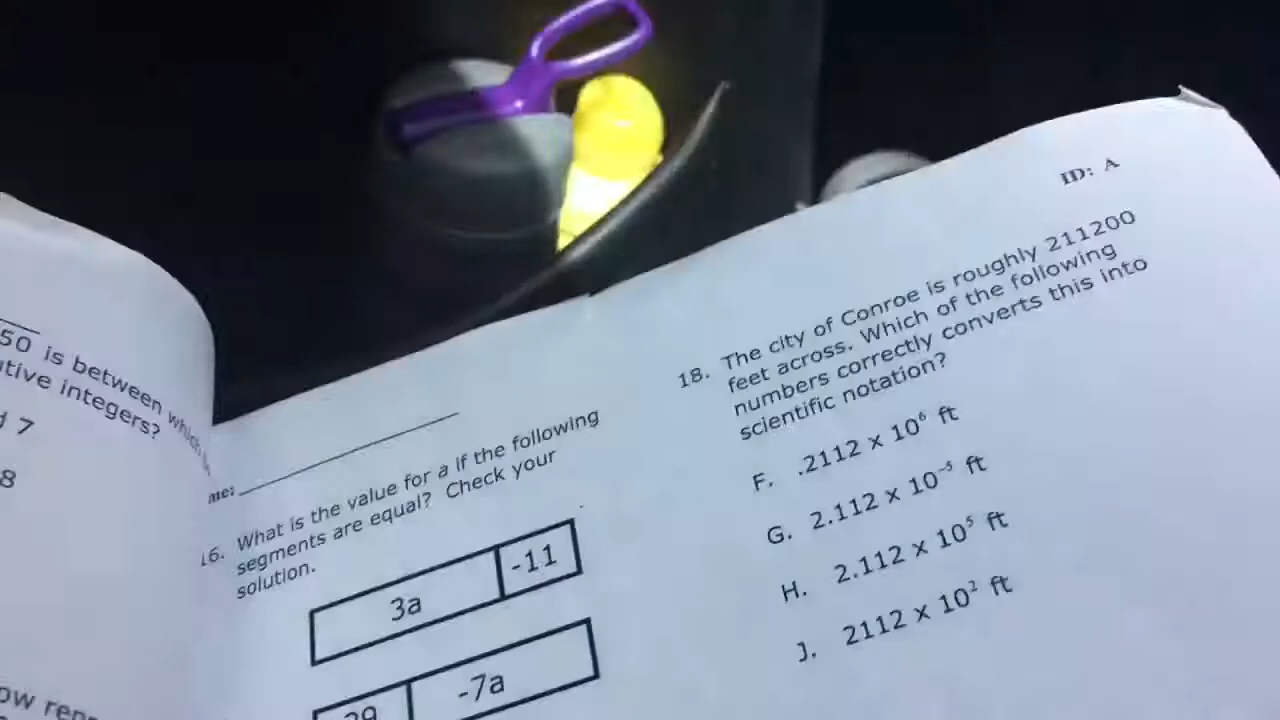 50 is between which
utive integers?
7
8
ow
me:
16. What is the value for a if the following
segments are equal? Check your
solution.
3a
-11
-7a
ID: A
18. The city of Conroe is roughly 211200
feet across. Which of the following
numbers correctly converts this into
scientific notation?
F. .2112 x 10⁶ ft
G. 2.112 x 10⁻⁵ ft
H. 2.112 x 10⁵ ft
J. 2112 x 10² ft